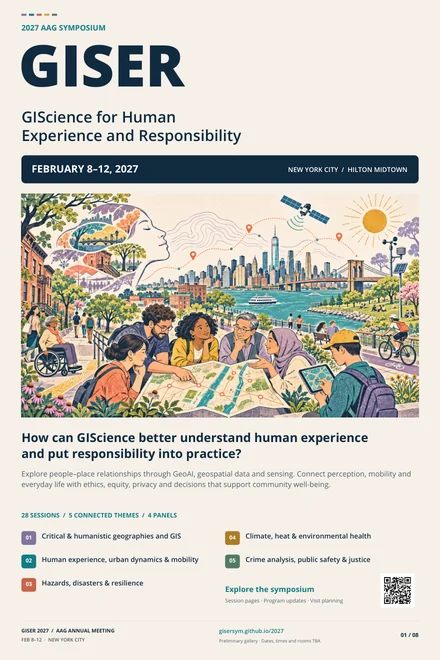 2027 AAG SYMPOSIUM
GISER
GIScience for Human
Experience and Responsibility
FEBRUARY 8–12, 2027
NEW YORK CITY / HILTON MIDTOWN
How can GIScience better understand human experience
and put responsibility into practice?
Explore people–place relationships through GeoAI, geospatial data and sensing. Connect perception, mobility and
everyday life with ethics, equity, privacy and decisions that support community well-being.
28 SESSIONS / 5 CONNECTED THEMES / 4 PANELS
01 Critical & humanistic geographies and GIS
02 Human experience, urban dynamics & mobility
03 Hazards, disasters & resilience
04 Climate, heat & environmental health
05 Crime analysis, public safety & justice
Explore the symposium
Session pages · Program updates · Visit planning
GISER 2027 / AAG ANNUAL MEETING
FEB 8–12 · NEW YORK CITY
gisersym.github.io/2027
Preliminary gallery · Dates, times and rooms TBA
01 / 08